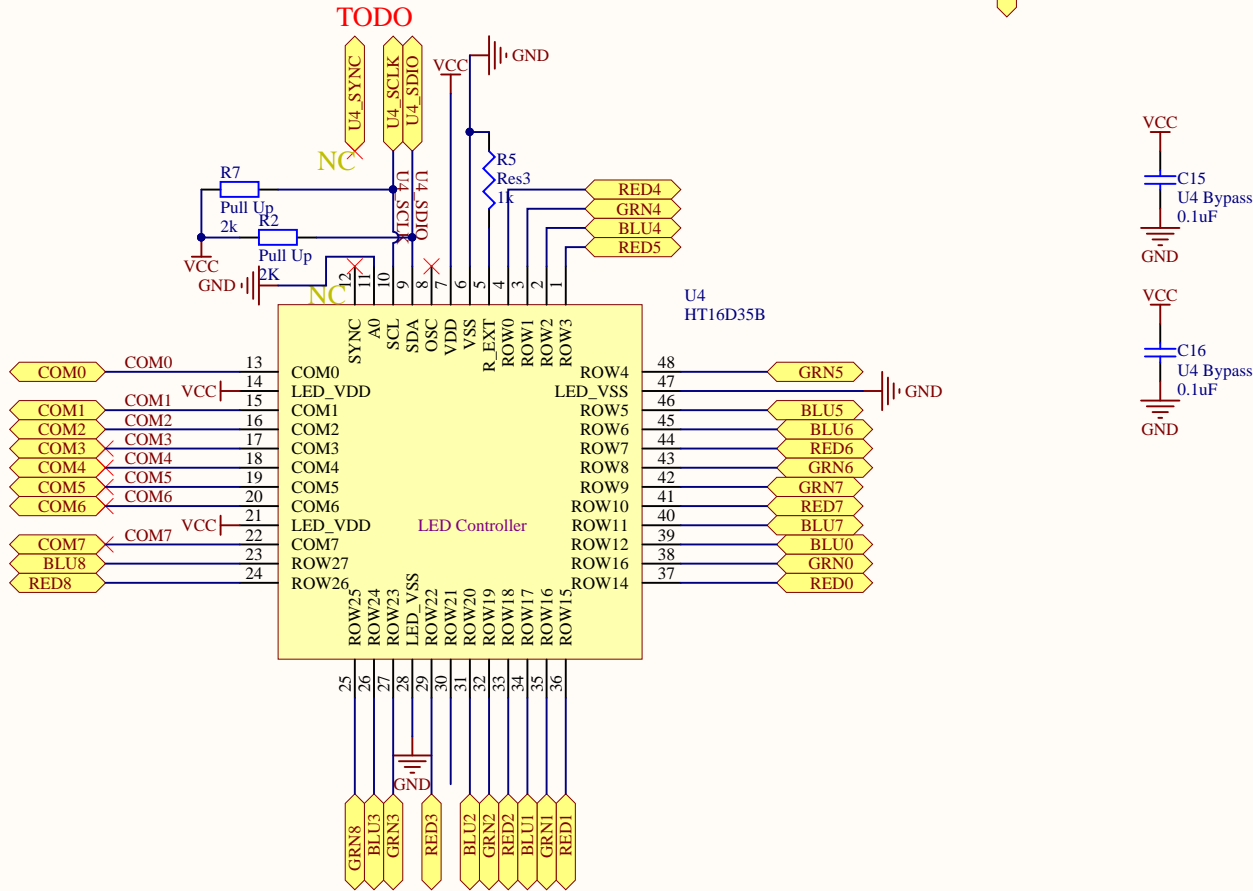 TODO
U4_SYNC
U4_SCLK
U4_SDIO
VCC
GND
NC
R7
Pull Up
2k
R2
Pull Up
2K
VCC
GND
NC
U4_SCLK
U4_SDIO
R5
Res3
1k
RED4
GRN4
BLU4
RED5
VCC
C15
U4 Bypass
0.1uF
GND
VCC
C16
U4 Bypass
0.1uF
GND
U4
HT16D35B
12
11
10
9
8
7
6
5
4
3
2
1
SYNC
A0
SCL
SDA
OSC
VDD
VSS
R_EXT
ROW0
ROW1
ROW2
ROW3
COM0 COM0 13 COM0
VCC 14 LED_VDD
COM1 COM1 15 COM1
COM2 COM2 16 COM2
COM3 COM3 17 COM3
COM4 COM4 18 COM4
COM5 COM5 19 COM5
COM6 COM6 20 COM6
VCC 21 LED_VDD
COM7 COM7 22 COM7
BLU8 23 ROW27
RED8 24 ROW26
LED Controller
ROW4 48 GRN5
LED_VSS 47 GND
ROW5 46 BLU5
ROW6 45 BLU6
ROW7 44 RED6
ROW8 43 GRN6
ROW9 42 GRN7
ROW10 41 RED7
ROW11 40 BLU7
ROW12 39 BLU0
ROW16 38 GRN0
ROW14 37 RED0
ROW25
ROW24
ROW23
LED_VSS
ROW22
ROW21
ROW20
ROW19
ROW18
ROW17
ROW16
ROW15
25
26
27
28
29
30
31
32
33
34
35
36
GND
GRN8
BLU3
GRN3
RED3
BLU2
GRN2
RED2
BLU1
GRN1
RED1